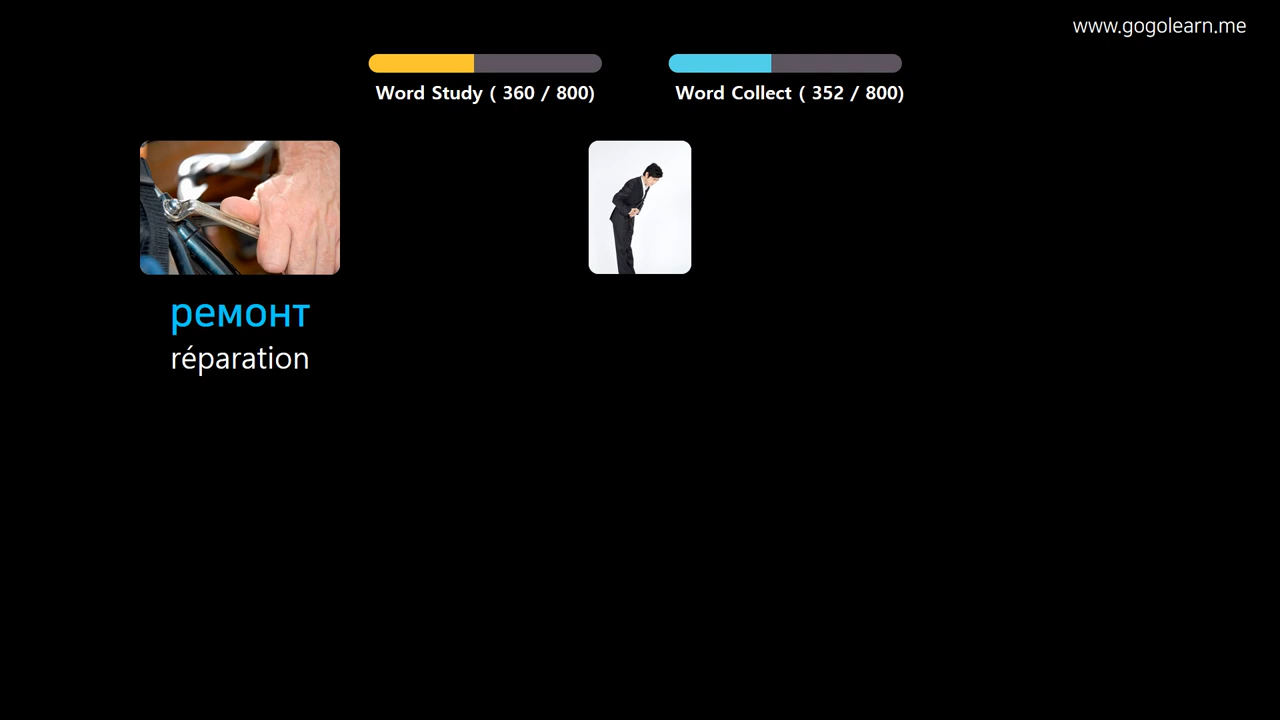 www.gogolearn.me
Word Study ( 360 / 800)
Word Collect ( 352 / 800)
ремонт
réparation